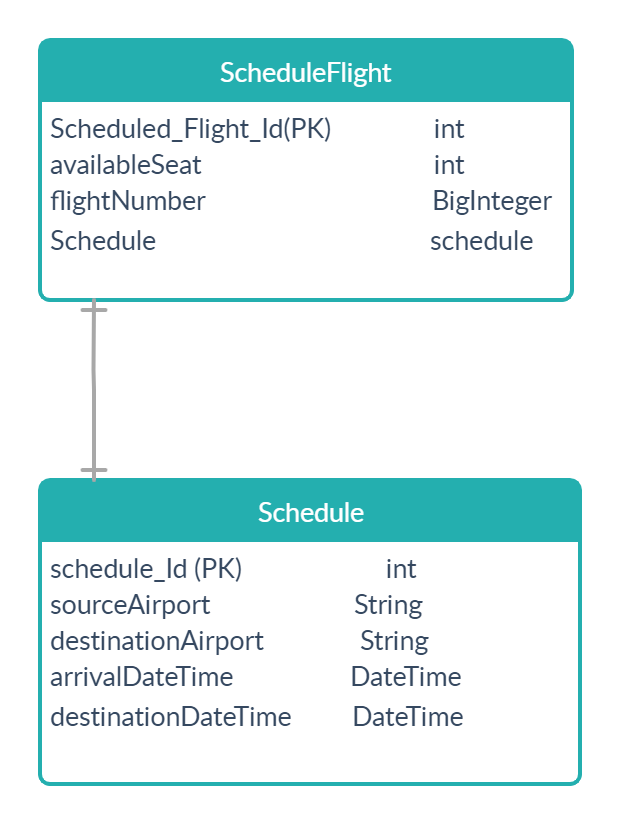 ScheduleFlight
Scheduled_Flight_Id(PK) int
availableSeat int
flightNumber BigInteger
Schedule schedule
Schedule
schedule_Id (PK) int
sourceAirport String
destinationAirport String
arrivalDateTime DateTime
destinationDateTime DateTime